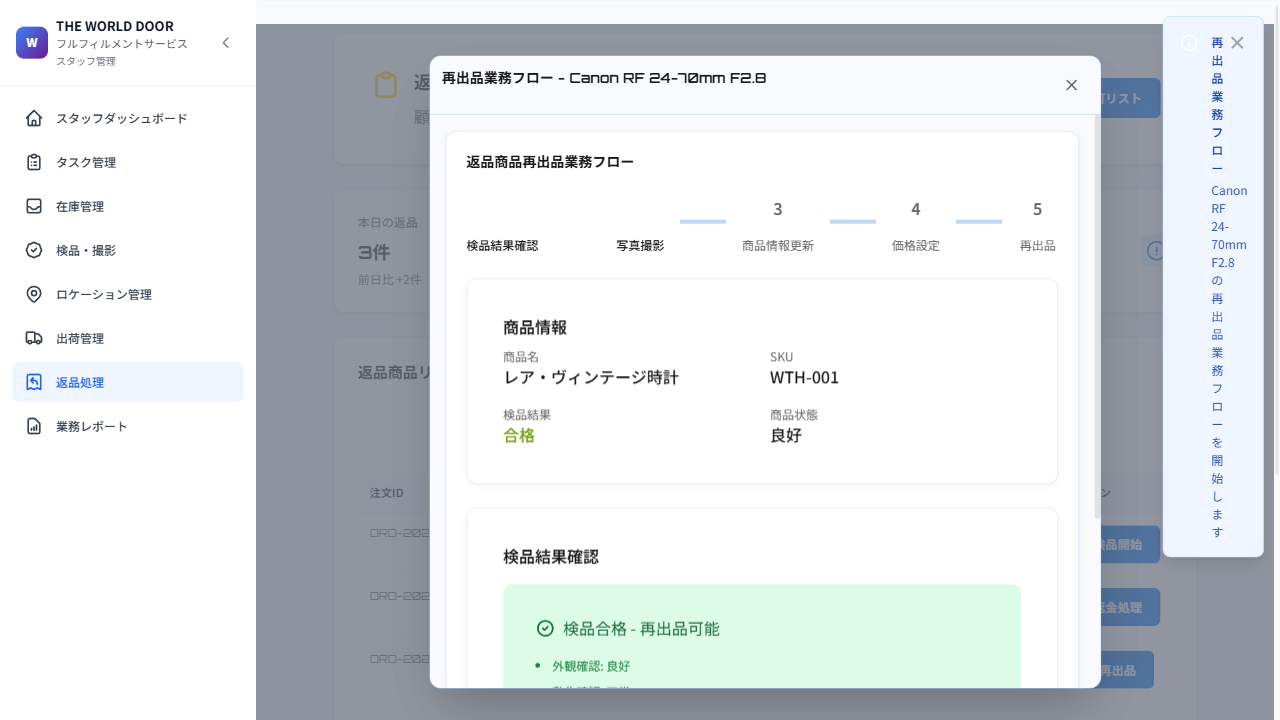 W
THE WORLD DOOR
フルフィルメントサービス
スタッフ管理
スタッフダッシュボード
タスク管理
在庫管理
検品・撮影
ロケーション管理
出荷管理
返品処理
業務レポート
返
顧
リスト
本日の返品
3件
前日比 +2件
返品商品リ
注文ID
ン
ORD-202
品開始
ORD-202
金処理
ORD-202
再出品
再出品業務フロー - Canon RF 24-70mm F2.8
返品商品再出品業務フロー
3
4
5
検品結果確認
写真撮影
商品情報更新
価格設定
再出品
商品情報
商品名
SKU
レア・ヴィンテージ時計
WTH-001
検品結果
商品状態
合格
良好
検品結果確認
検品合格 - 再出品可能
外観確認: 良好
再
出
品
業
務
フ
ロ
ー
Canon
RF
24-
70mm
F2.8
の
再
出
品
業
務
フ
ロ
ー
を
開
始
し
ま
す